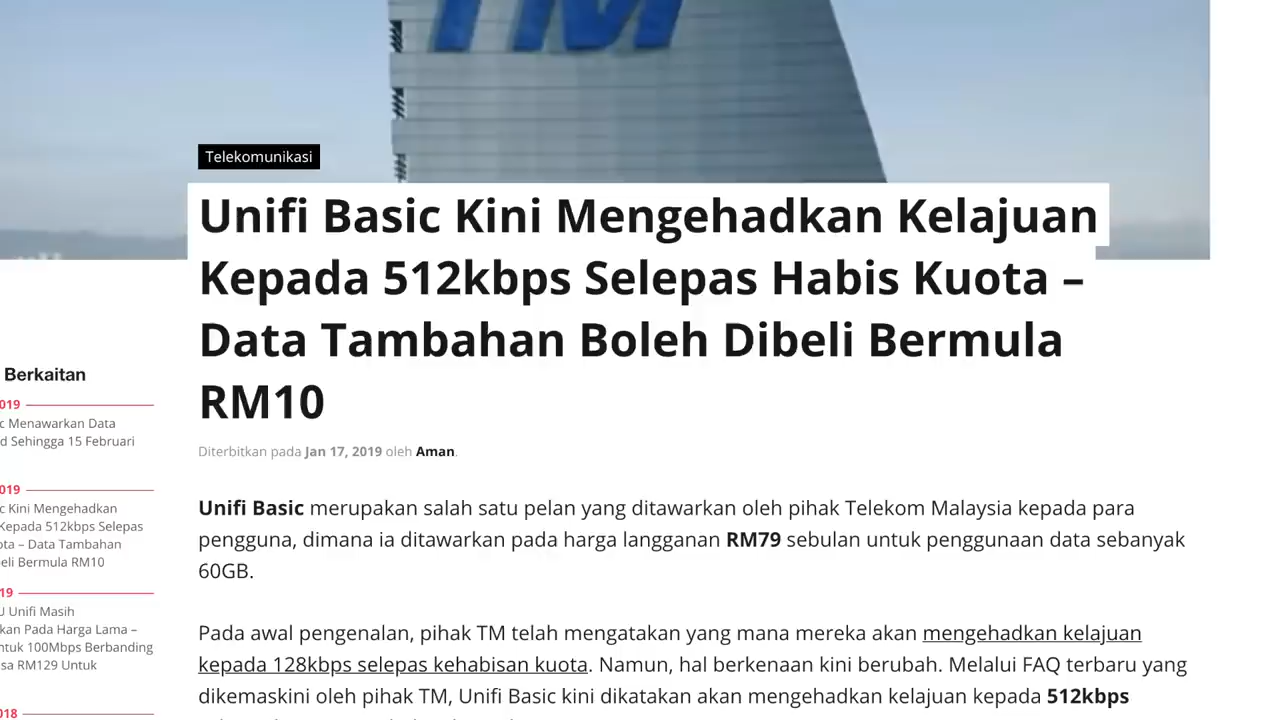 TM
Telekomunikasi
Unifi Basic Kini Mengehadkan Kelajuan
Kepada 512kbps Selepas Habis Kuota –
Data Tambahan Boleh Dibeli Bermula
RM10
Diterbitkan pada Jan 17, 2019 oleh Aman.
Unifi Basic merupakan salah satu pelan yang ditawarkan oleh pihak Telekom Malaysia kepada para
pengguna, dimana ia ditawarkan pada harga langganan RM79 sebulan untuk penggunaan data sebanyak
60GB.
Pada awal pengenalan, pihak TM telah mengatakan yang mana mereka akan mengehadkan kelajuan
kepada 128kbps selepas kehabisan kuota. Namun, hal berkenaan kini berubah. Melalui FAQ terbaru yang
dikemaskini oleh pihak TM, Unifi Basic kini dikatakan akan mengehadkan kelajuan kepada 512kbps
Berkaitan
019
c Menawarkan Data
d Sehingga 15 Februari
019
c Kini Mengehadkan
Kepada 512kbps Selepas
ota – Data Tambahan
eli Bermula RM10
19
U Unifi Masih
kan Pada Harga Lama –
ntuk 100Mbps Berbanding
sa RM129 Untuk
018